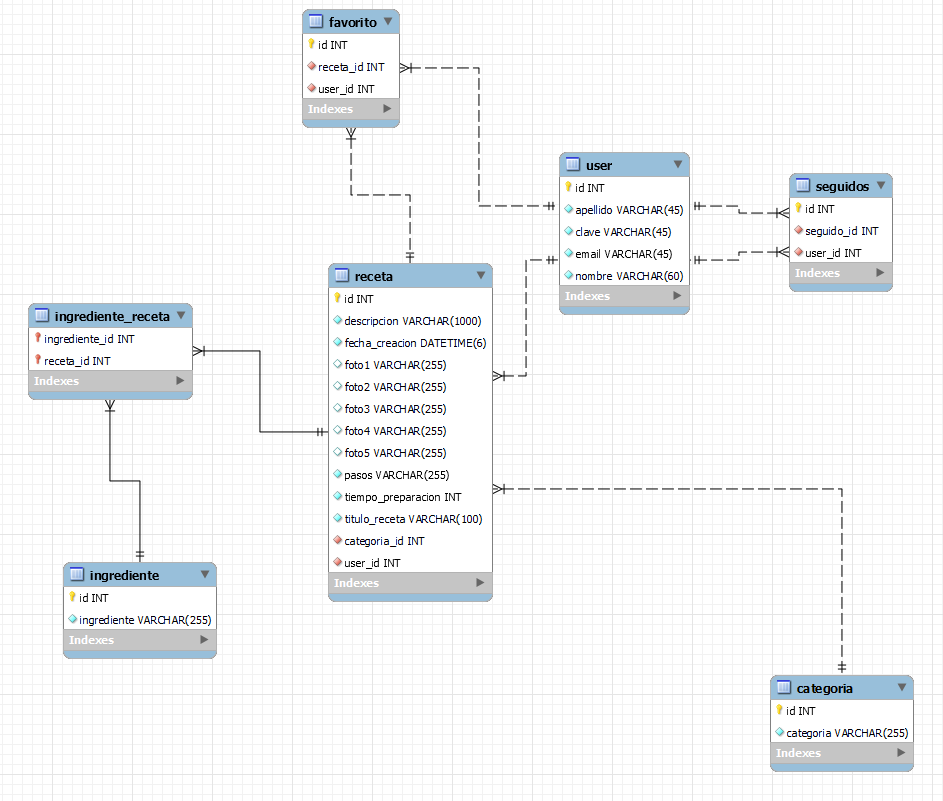 favorito
id INT
receta_id INT
user_id INT
Indexes
user
id INT
apellido VARCHAR(45)
clave VARCHAR(45)
email VARCHAR(45)
nombre VARCHAR(60)
Indexes
seguidos
id INT
seguido_id INT
user_id INT
Indexes
receta
id INT
descripcion VARCHAR(1000)
fecha_creacion DATETIME(6)
foto1 VARCHAR(255)
foto2 VARCHAR(255)
foto3 VARCHAR(255)
foto4 VARCHAR(255)
foto5 VARCHAR(255)
pasos VARCHAR(255)
tiempo_preparacion INT
titulo_receta VARCHAR(100)
categoria_id INT
user_id INT
Indexes
ingrediente_receta
ingrediente_id INT
receta_id INT
Indexes
ingrediente
id INT
ingrediente VARCHAR(255)
Indexes
categoria
id INT
categoria VARCHAR(255)
Indexes